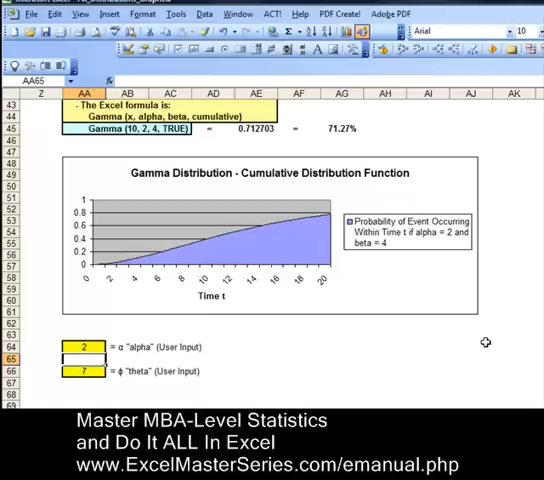 Insert Format Tools Data Window Help PDF Create! Adobe PDF
Arial 10
AA65 fx
Z AA AB AC AD AE AF AG AH AI AJ AK
43 - The Excel formula is:
44 Gamma (x, alpha, beta, cumulative)
45 Gamma (10, 2, 4, TRUE) = 0.712703 = 71.27%
46
47
48
49 Gamma Distribution - Cumulative Distribution Function
50
51
52
53
54
55
56
57
58
59
60
61
62
63
1
0.8
0.6
0.4
0.2
0
0 2 4 6 8 10 12 14 16 18 20
Time t
Probability of Event Occurring
Within Time t if alpha = 2 and
beta = 4
64 2 = α "alpha" (User Input)
65
66 7 = ϕ "theta" (User Input)
67
68
69
Master MBA-Level Statistics
and Do It ALL In Excel
www.ExcelMasterSeries.com/emanual.php